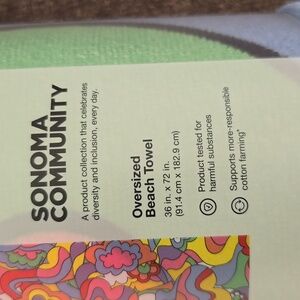 SONOMA
COMMUNITY
A product collection that celebrates
diversity and inclusion, every day.
Oversized
Beach Towel
36 in. x 72 in.
(91.4 cm x 182.9 cm)
Product tested for
harmful substances
Supports more-responsible
cotton farming*